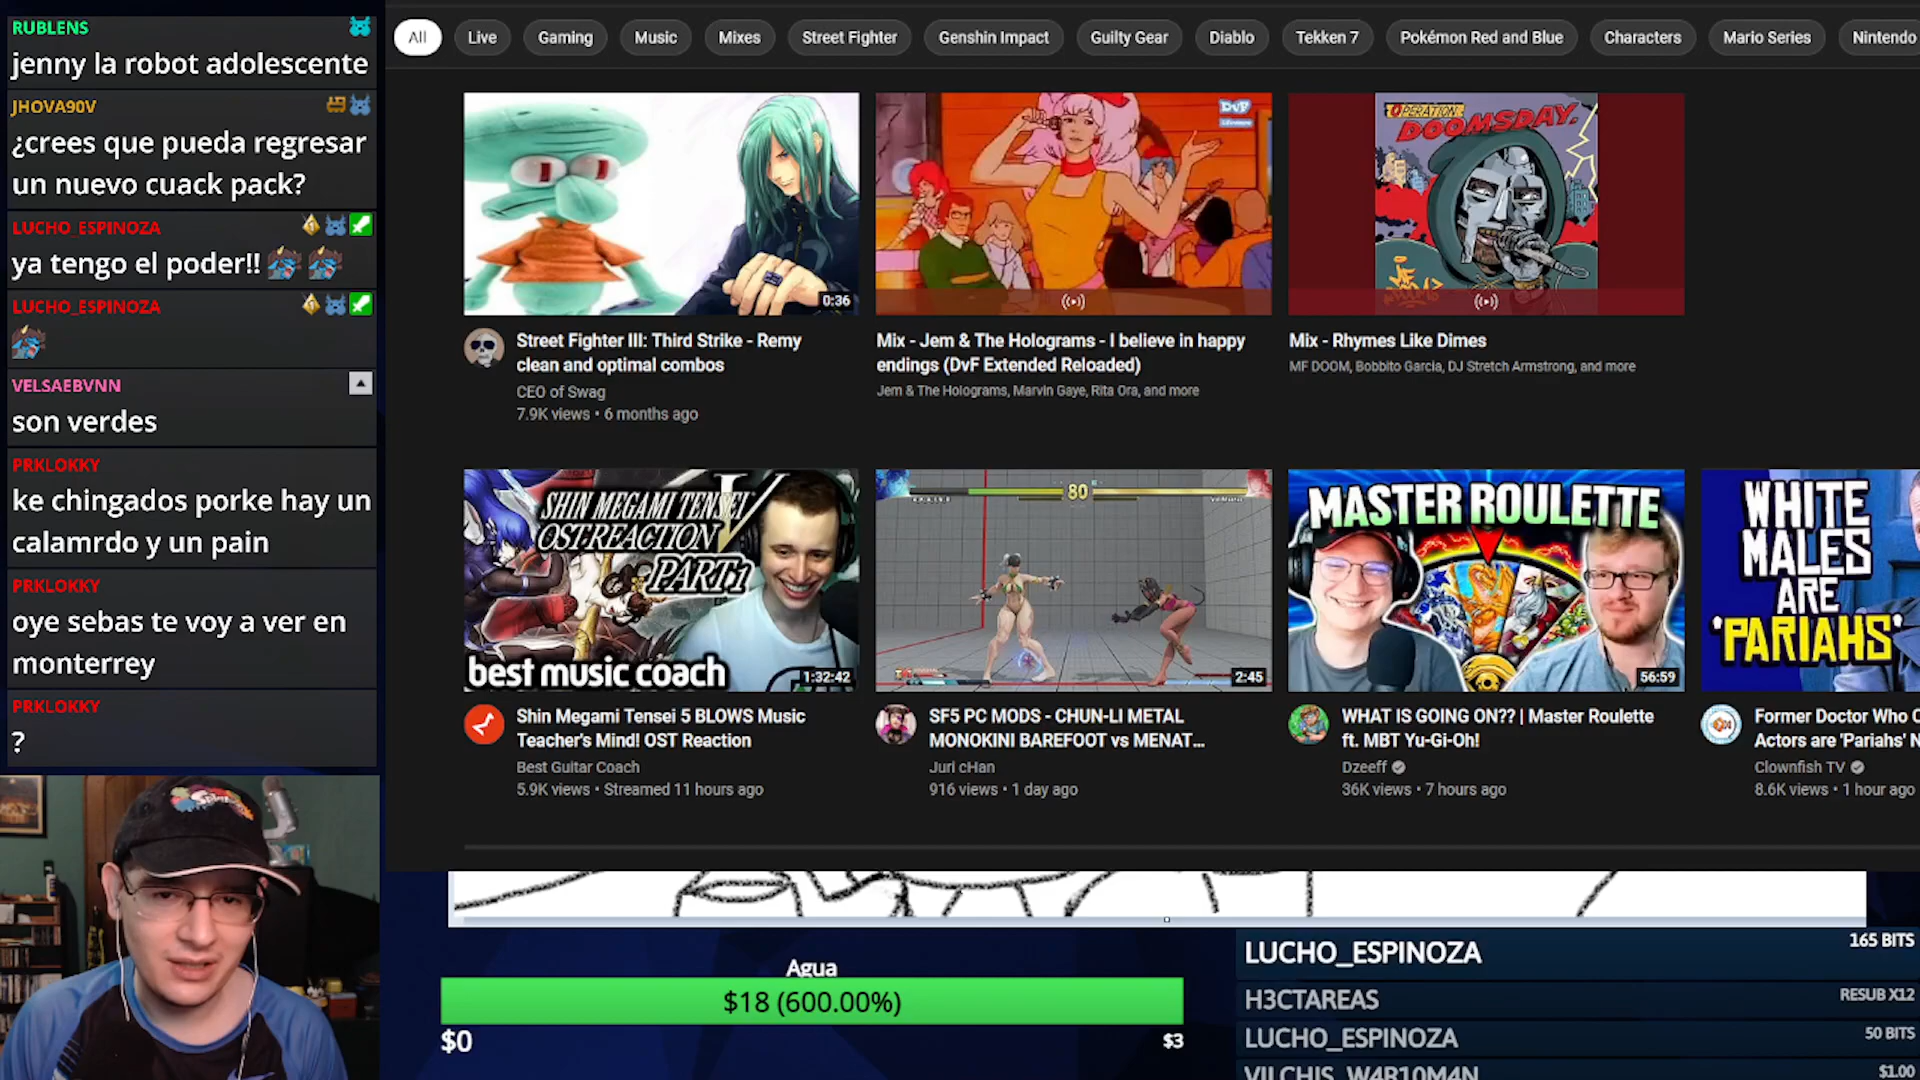 RUBLENS
jenny la robot adolescente
JHOVA90V
¿crees que pueda regresar
un nuevo cuack pack?
LUCHO_ESPINOZA
ya tengo el poder!!
LUCHO_ESPINOZA
VELSAEBVNN
son verdes
PRKLOKKY
ke chingados porke hay un
calamrdo y un pain
PRKLOKKY
oye sebas te voy a ver en
monterrey
PRKLOKKY
?
All Live Gaming Music Mixes Street Fighter Genshin Impact Guilty Gear Diablo Tekken 7 Pokémon Red and Blue Characters Mario Series Nintendo
0:36
Street Fighter III: Third Strike - Remy
clean and optimal combos
CEO of Swag
7.9K views • 6 months ago
DvF
Mix - Jem & The Holograms - I believe in happy
endings (DvF Extended Reloaded)
Jem & The Holograms, Marvin Gaye, Rita Ora, and more
OPERATION:
DOOMSDAY.
Mix - Rhymes Like Dimes
MF DOOM, Bobbito Garcia, DJ Stretch Armstrong, and more
SHIN MEGAMI TENSEI V
OST REACTION
PART 1
best music coach
1:32:42
Shin Megami Tensei 5 BLOWS Music
Teacher's Mind! OST Reaction
Best Guitar Coach
5.9K views • Streamed 11 hours ago
80
2:45
SF5 PC MODS - CHUN-LI METAL
MONOKINI BAREFOOT vs MENAT...
Juri cHan
916 views • 1 day ago
MASTER ROULETTE
56:59
WHAT IS GOING ON?? | Master Roulette
ft. MBT Yu-Gi-Oh!
Dzeeff
36K views • 7 hours ago
WHITE
MALES
ARE
'PARIAHS'
Former Doctor Who
Actors are 'Pariahs'
Clownfish TV
8.6K views • 1 hour ago
Agua
$18 (600.00%)
$0
$3
LUCHO_ESPINOZA 165 BITS
H3CTAREAS RESUB X12
LUCHO_ESPINOZA 50 BITS
VILCHIS_W4R10M4N $1.00